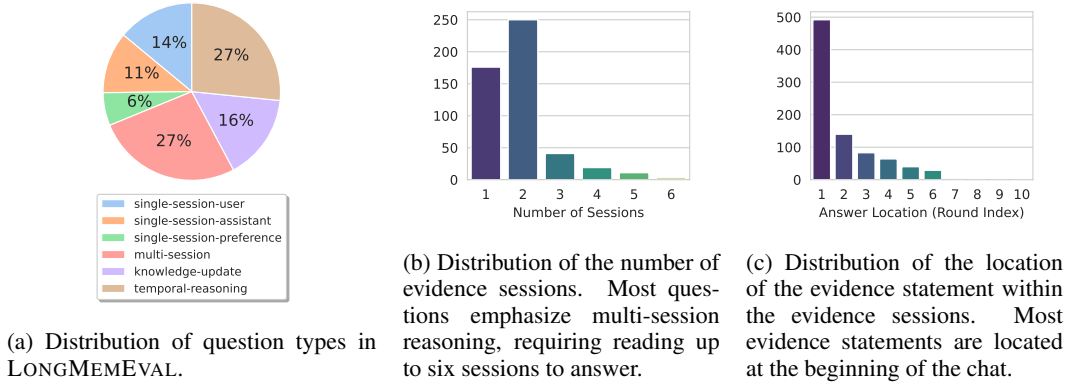 14%
27%
11%
6%
16%
27%
single-session-user
single-session-assistant
single-session-preference
multi-session
knowledge-update
temporal-reasoning
(a) Distribution of question types in
LONGMEMEVAL.
250
200
150
100
50
0
1 2 3 4 5 6
Number of Sessions
(b) Distribution of the number of
evidence sessions. Most ques-
tions emphasize multi-session
reasoning, requiring reading up
to six sessions to answer.
500
400
300
200
100
0
1 2 3 4 5 6 7 8 9 10
Answer Location (Round Index)
(c) Distribution of the location
of the evidence statement within
the evidence sessions. Most
evidence statements are located
at the beginning of the chat.